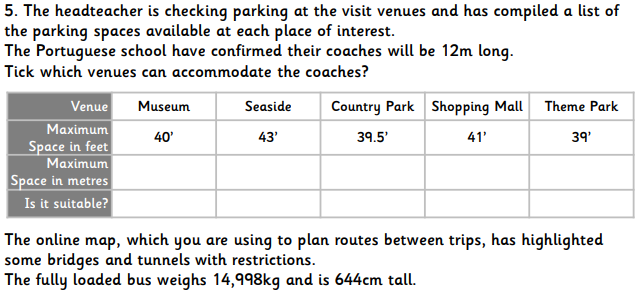 5. The headteacher is checking parking at the visit venues and has compiled a list of
the parking spaces available at each place of interest.
The Portuguese school have confirmed their coaches will be 12m long.
Tick which venues can accommodate the coaches?
Venue Museum Seaside Country Park Shopping Mall Theme Park
Maximum
Space in feet 40’ 43’ 39.5’ 41’ 39’
Maximum
Space in metres
Is it suitable?
The online map, which you are using to plan routes between trips, has highlighted
some bridges and tunnels with restrictions.
The fully loaded bus weighs 14,998kg and is 644cm tall.